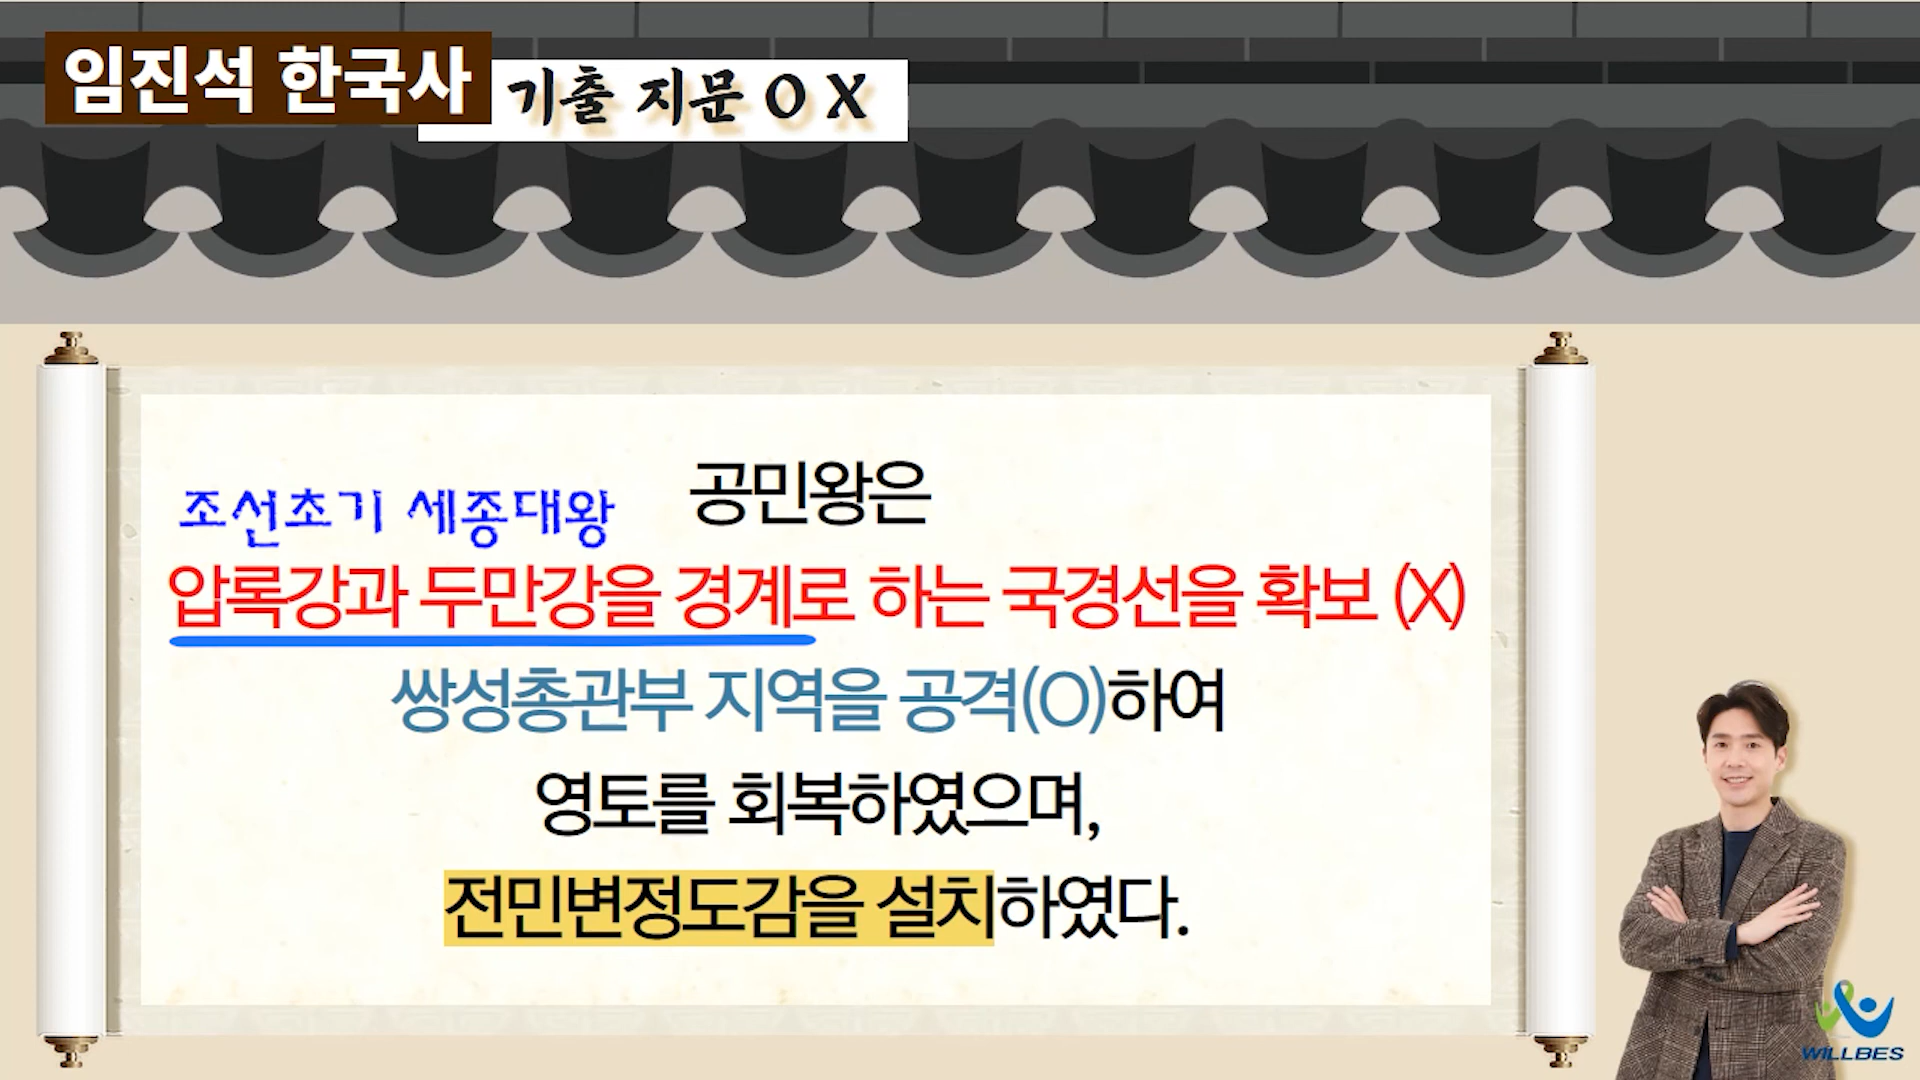 임진석 한국사
기출 지문 O X
공민왕은
조선초기 세종대왕
압록강과 두만강을 경계로 하는 국경선을 확보 (X)
쌍성총관부 지역을 공격(O)하여
영토를 회복하였으며,
전민변정도감을 설치하였다.
WILLBES